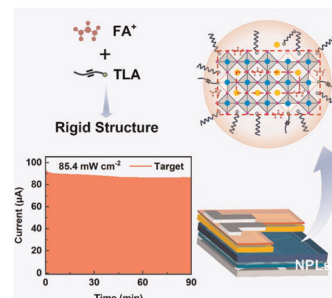 FA⁺
+
TLA
Rigid Structure
85.4 mW cm⁻²
Target
Current (μA)
100
80
60
40
20
0
0
30
60
90
Time (min)
NPLs